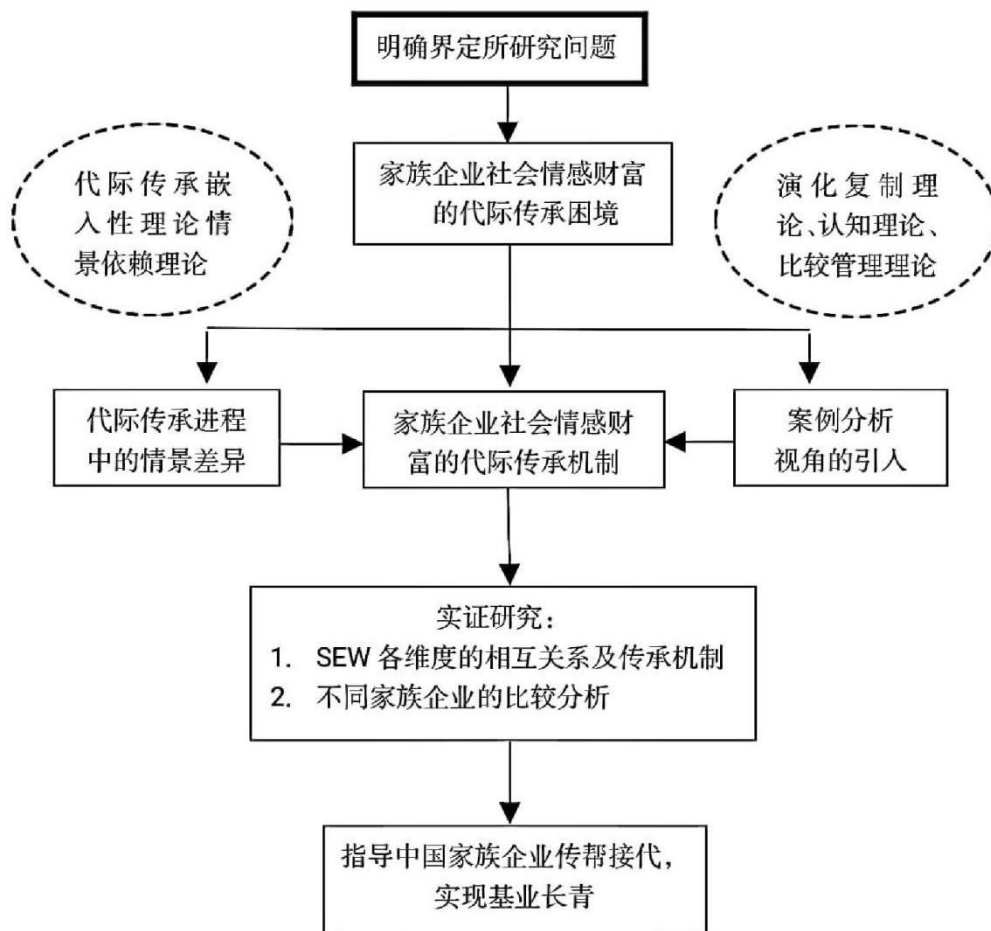 明确界定所研究问题
家族企业社会情感财富
的代际传承困境
代际传承嵌
入性理论情
景依赖理论
演化复制理
论、认知理论、
比较管理理论
代际传承进程
中的情景差异
家族企业社会情感财
富的代际传承机制
案例分析
视角的引入
实证研究：
1. SEW 各维度的相互关系及传承机制
2. 不同家族企业的比较分析
指导中国家族企业传帮接代，
实现基业长青